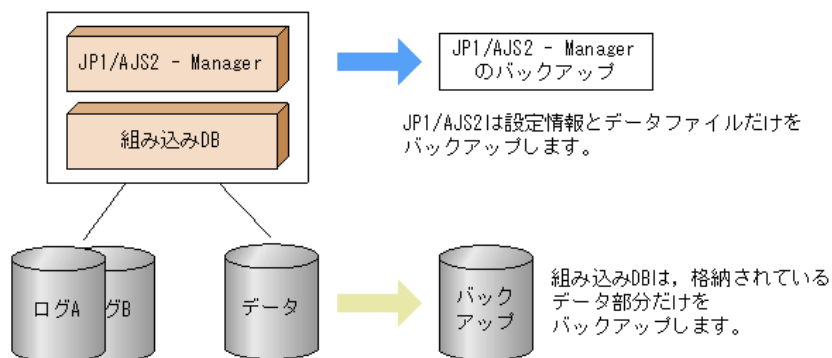 JP1/AJS2 - Manager
組み込みDB
JP1/AJS2 - Manager
のバックアップ
JP1/AJS2は設定情報とデータファイルだけを
バックアップします。
ログA
グB
データ
バック
アップ
組み込みDBは，格納されている
データ部分だけを
バックアップします。